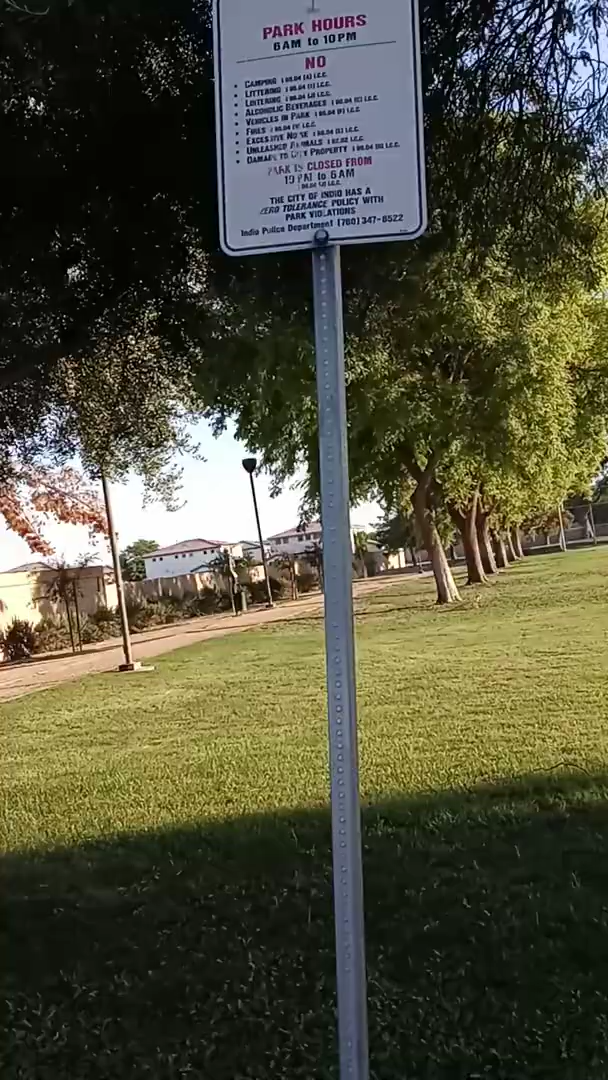 PARK HOURS
6AM to 10PM
NO
• CAMPING
• LITTERING
• LOITERING
• ALCOHOLIC BEVERAGES
• VEHICLES IN PARK
• FIRES
• EXCESSIVE NOISE
• UNLEASHED ANIMALS
• DAMAGE TO CITY PROPERTY
PARK IS CLOSED FROM
10 PM to 6 AM
THE CITY OF INDIO HAS A
ZERO TOLERANCE POLICY WITH
PARK VIOLATIONS
Indio Police Department (760) 347-8522